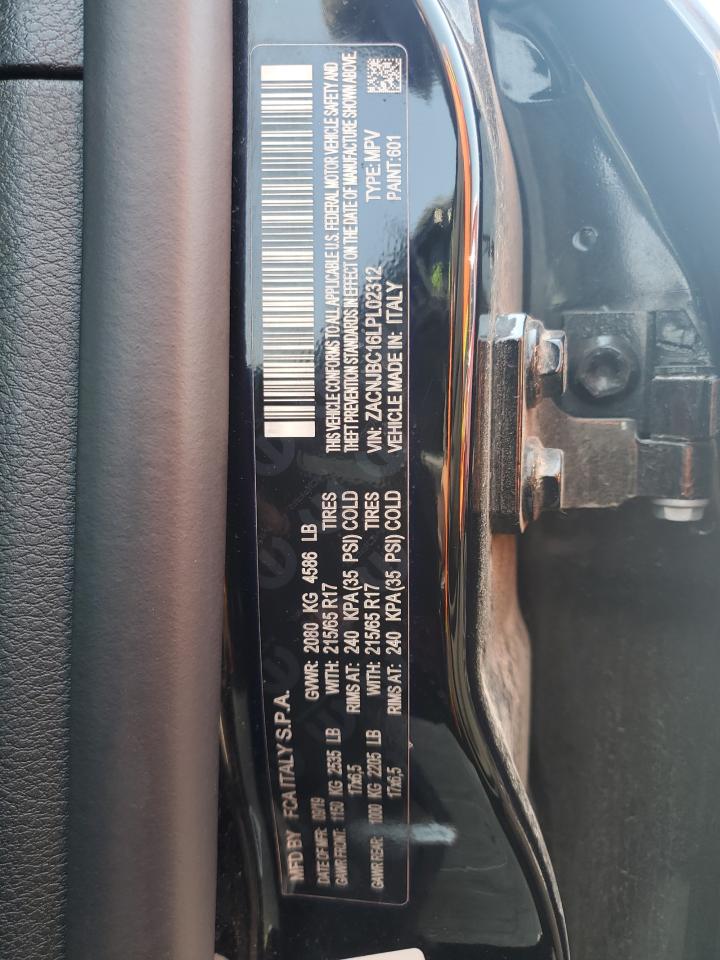 MFD BY FCA ITALY S.P.A.
DATE OF MFR: 09/19 GVWR: 2080 KG 4586 LB
GAWR FRONT: 1150 KG 2535 LB WITH: 215/65 R17 TIRES
17x6,5 RIMS AT: 240 KPA (35 PSI) COLD
GAWR REAR: 1000 KG 2205 LB WITH: 215/65 R17 TIRES
17x6,5 RIMS AT: 240 KPA (35 PSI) COLD
THIS VEHICLE CONFORMS TO ALL APPLICABLE U.S. FEDERAL MOTOR VEHICLE SAFETY AND
THEFT PREVENTION STANDARDS IN EFFECT ON THE DATE OF MANUFACTURE SHOWN ABOVE.
VIN: ZACNJBC16LPL02312 TYPE: MPV
VEHICLE MADE IN: ITALY PAINT:601